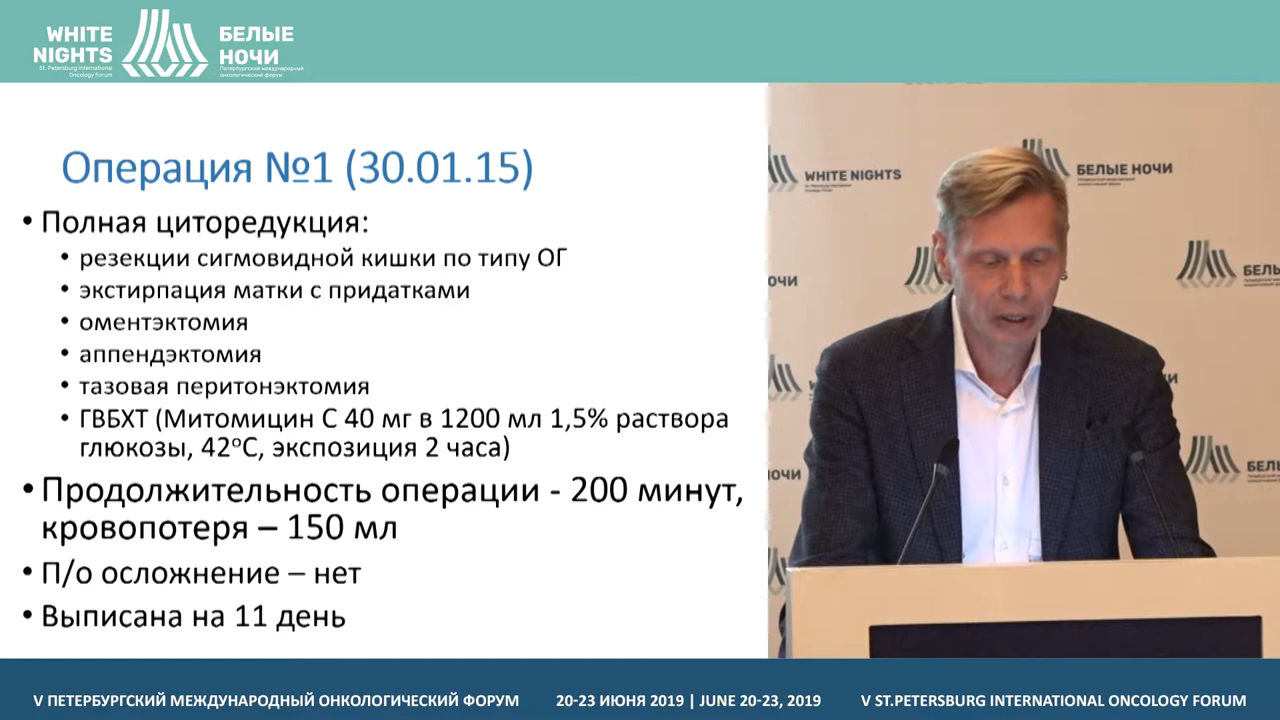 WHITE NIGHTS
St. Petersburg International Oncology Forum
БЕЛЫЕ НОЧИ
Петербургский международный онкологический форум
Операция №1 (30.01.15)
• Полная циторедукция:
• резекции сигмовидной кишки по типу ОГ
• экстирпация матки с придатками
• оментэктомия
• аппендэктомия
• тазовая перитонэктомия
• ГВБХТ (Митомицин С 40 мг в 1200 мл 1,5% раствора
глюкозы, 42°С, экспозиция 2 часа)
• Продолжительность операции - 200 минут,
кровопотеря – 150 мл
• П/о осложнение – нет
• Выписана на 11 день
WHITE NIGHTS
БЕЛЫЕ НОЧИ
НОЧИ
БЕЛЫЕ
НОЧИ
БЕЛЫЕ
V ПЕТЕРБУРГСКИЙ МЕЖДУНАРОДНЫЙ ОНКОЛОГИЧЕСКИЙ ФОРУМ
20-23 ИЮНЯ 2019 | JUNE 20-23, 2019
V ST.PETERSBURG INTERNATIONAL ONCOLOGY FORUM